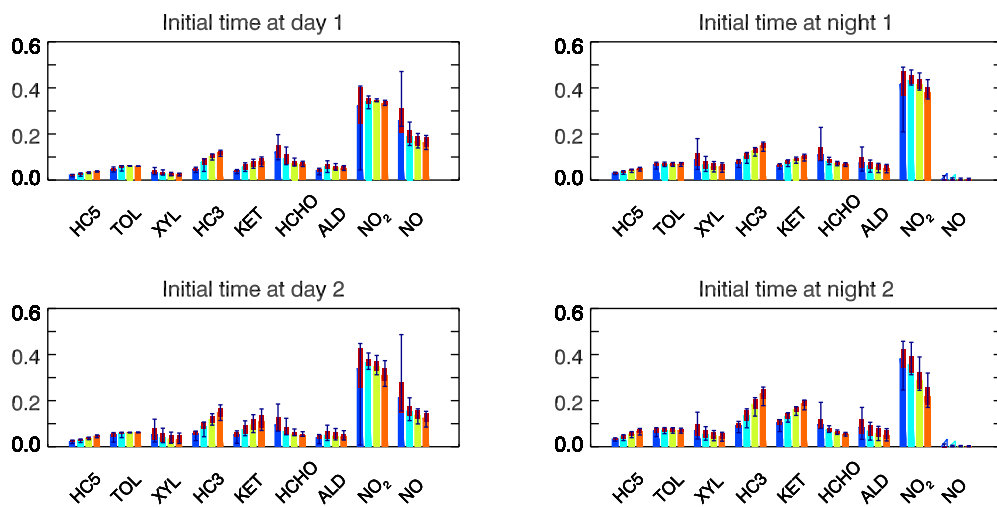 Initial time at day 1
0.6
0.4
0.2
0.0
HC5 TOL XYL HC3 KET HCHO ALD NO₂ NO
Initial time at night 1
0.6
0.4
0.2
0.0
HC5 TOL XYL HC3 KET HCHO ALD NO₂ NO
Initial time at day 2
0.6
0.4
0.2
0.0
HC5 TOL XYL HC3 KET HCHO ALD NO₂ NO
Initial time at night 2
0.6
0.4
0.2
0.0
HC5 TOL XYL HC3 KET HCHO ALD NO₂ NO